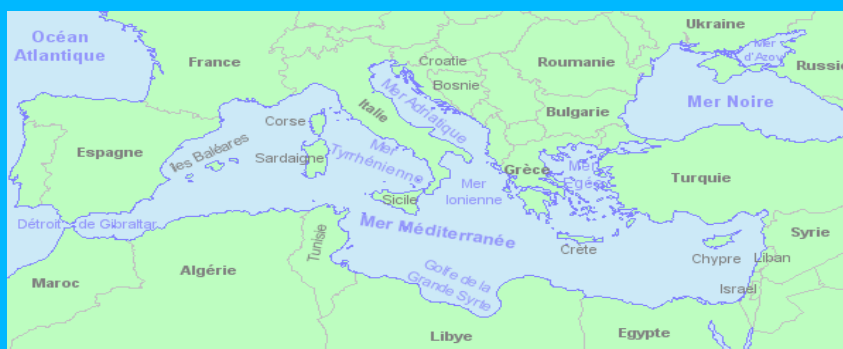 Océan
Atlantique
France
Ukraine
Mer
d'Azov
Russie
Croatie
Bosnie
Roumanie
Mer Noire
Bulgarie
Italie
Mer Adriatique
Corse
Sardaigne
Mer
Tyrrhénienne
Espagne
Iles Baléares
Grèce
Mer
Egée
Turquie
Sicile
Mer
Ionienne
Détroit de Gibraltar
Mer Méditerranée
Crète
Chypre
Syrie
Liban
Israël
Maroc
Algérie
Tunisie
Golfe de la
Grande Syrte
Libye
Egypte